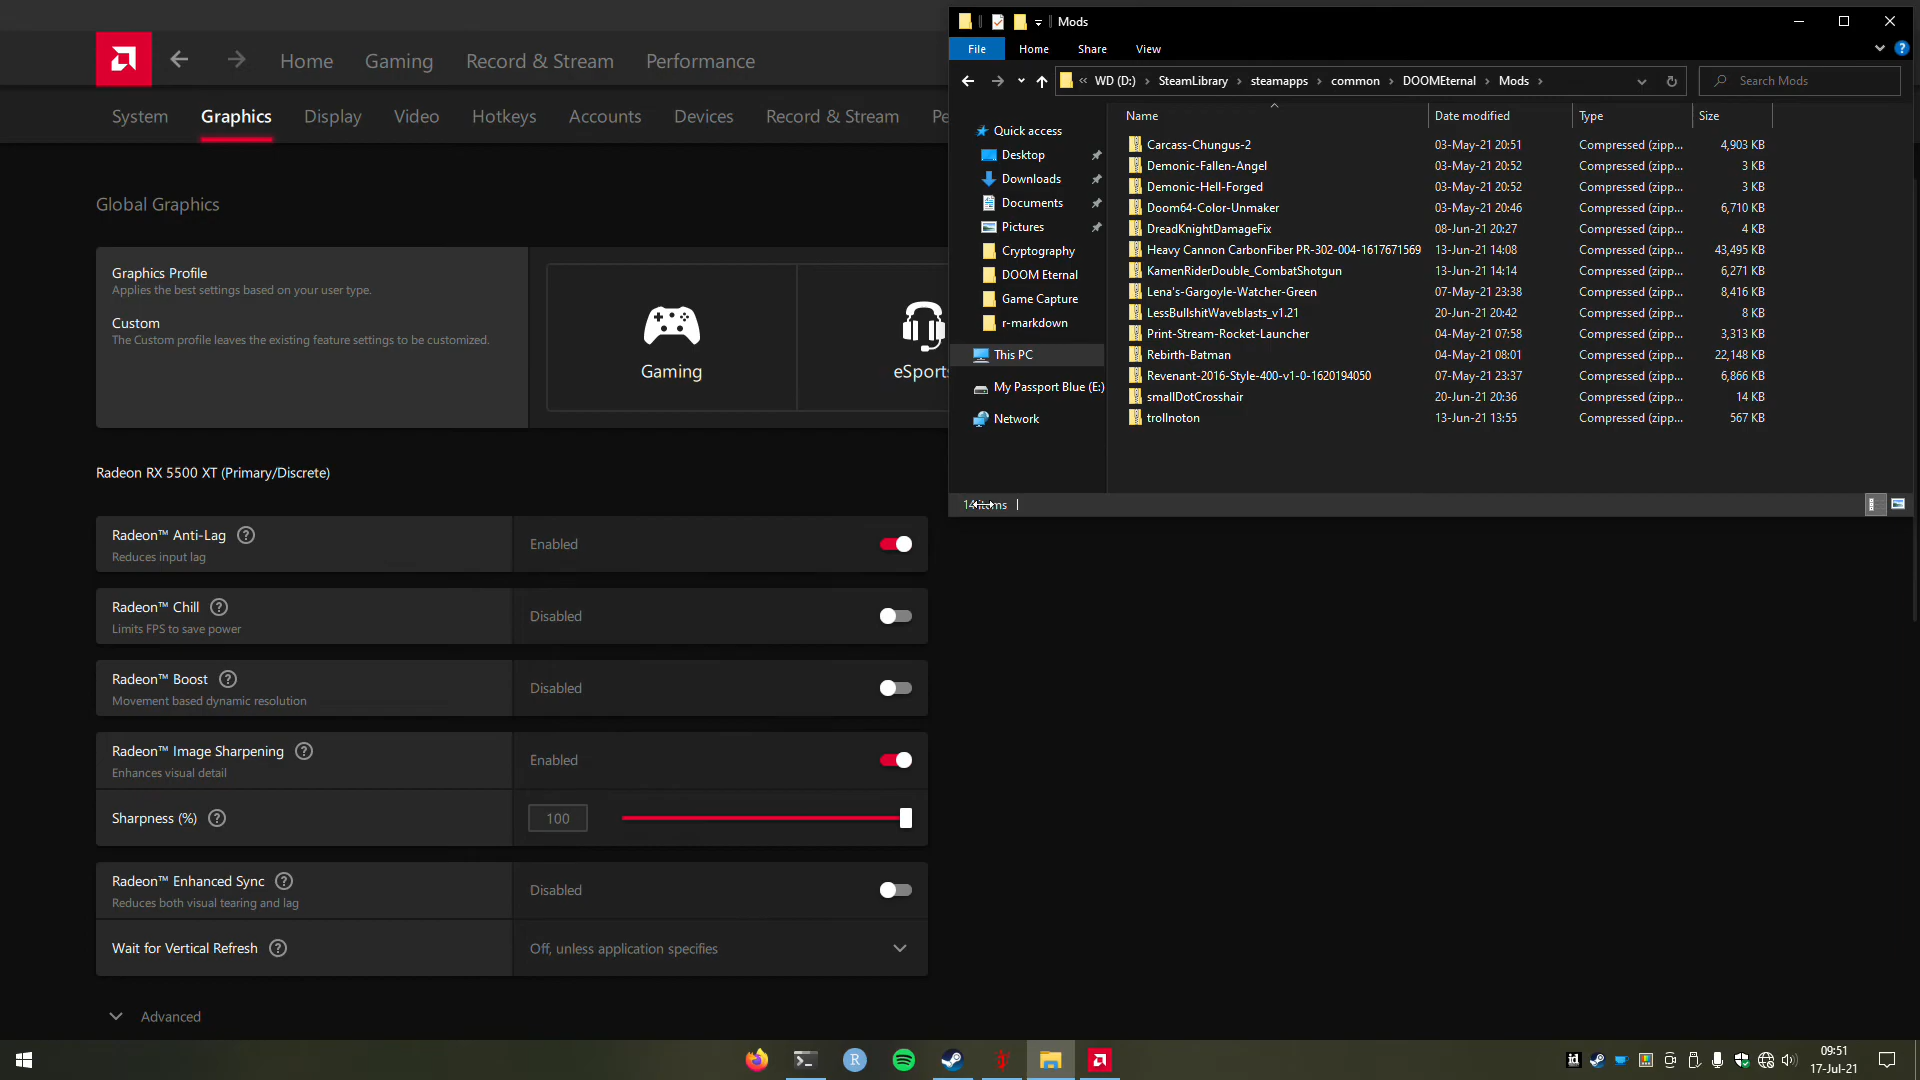 Home Gaming Record & Stream Performance
System Graphics Display Video Hotkeys Accounts Devices Record & Stream Pe
Global Graphics
Graphics Profile
Applies the best settings based on your user type.
Custom
The Custom profile leaves the existing feature settings to be customized.
Gaming
eSports
Radeon RX 5500 XT (Primary/Discrete)
Radeon™ Anti-Lag ?
Reduces input lag
Enabled
Radeon™ Chill ?
Limits FPS to save power
Disabled
Radeon™ Boost ?
Movement based dynamic resolution
Disabled
Radeon™ Image Sharpening ?
Enhances visual detail
Enabled
Sharpness (%) ?
100
Radeon™ Enhanced Sync ?
Reduces both visual tearing and lag
Disabled
Wait for Vertical Refresh ?
Off, unless application specifies
Advanced
Mods
File Home Share View ?
« WD (D:) › SteamLibrary › steamapps › common › DOOMEternal › Mods ›
Search Mods
Quick access
Desktop
Downloads
Documents
Pictures
Cryptography
DOOM Eternal
Game Capture
r-markdown
This PC
My Passport Blue (E:)
Network
Name Date modified Type Size
Carcass-Chungus-2 03-May-21 20:51 Compressed (zipp... 4,903 KB
Demonic-Fallen-Angel 03-May-21 20:52 Compressed (zipp... 3 KB
Demonic-Hell-Forged 03-May-21 20:52 Compressed (zipp... 3 KB
Doom64-Color-Unmaker 03-May-21 20:46 Compressed (zipp... 6,710 KB
DreadKnightDamageFix 08-Jun-21 20:27 Compressed (zipp... 4 KB
Heavy Cannon CarbonFiber PR-302-004-1617671569 13-Jun-21 14:08 Compressed (zipp... 43,495 KB
KamenRiderDouble_CombatShotgun 13-Jun-21 14:14 Compressed (zipp... 6,271 KB
Lena's-Gargoyle-Watcher-Green 07-May-21 23:38 Compressed (zipp... 8,416 KB
LessBullshitWaveblasts_v1.21 20-Jun-21 20:42 Compressed (zipp... 8 KB
Print-Stream-Rocket-Launcher 04-May-21 07:58 Compressed (zipp... 3,313 KB
Rebirth-Batman 04-May-21 08:01 Compressed (zipp... 22,148 KB
Revenant-2016-Style-400-v1-0-1620194050 07-May-21 23:37 Compressed (zipp... 6,866 KB
smallDotCrosshair 20-Jun-21 20:36 Compressed (zipp... 14 KB
trollnoton 13-Jun-21 13:55 Compressed (zipp... 567 KB
14 items
R
id
09:51
17-Jul-21